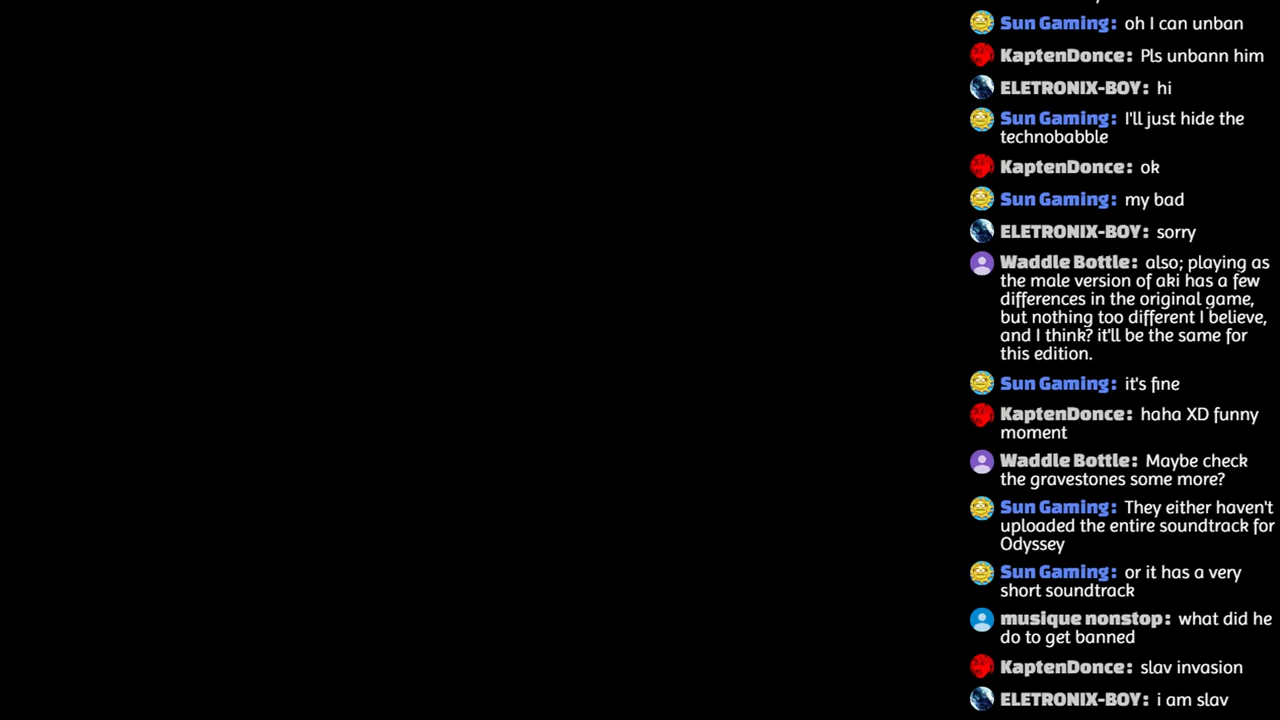 Sun Gaming: oh I can unban
KaptenDonce: Pls unbann him
ELETRONIX-BOY: hi
Sun Gaming: I'll just hide the
technobabble
KaptenDonce: ok
Sun Gaming: my bad
ELETRONIX-BOY: sorry
Waddle Bottle: also; playing as
the male version of aki has a few
differences in the original game,
but nothing too different I believe,
and I think? it'll be the same for
this edition.
Sun Gaming: it's fine
KaptenDonce: haha XD funny
moment
Waddle Bottle: Maybe check
the gravestones some more?
Sun Gaming: They either haven't
uploaded the entire soundtrack for
Odyssey
Sun Gaming: or it has a very
short soundtrack
musique nonstop: what did he
do to get banned
KaptenDonce: slav invasion
ELETRONIX-BOY: i am slav